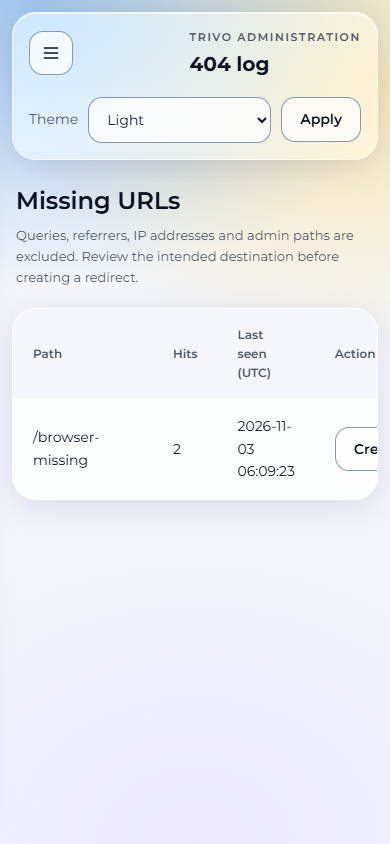 TRIVO ADMINISTRATION
404 log
Theme
Light
Apply
Missing URLs
Queries, referrers, IP addresses and admin paths are
excluded. Review the intended destination before
creating a redirect.
Path
Hits
Last
seen
(UTC)
Action
/browser-
missing
2
2026-11-
03
06:09:23
Cre